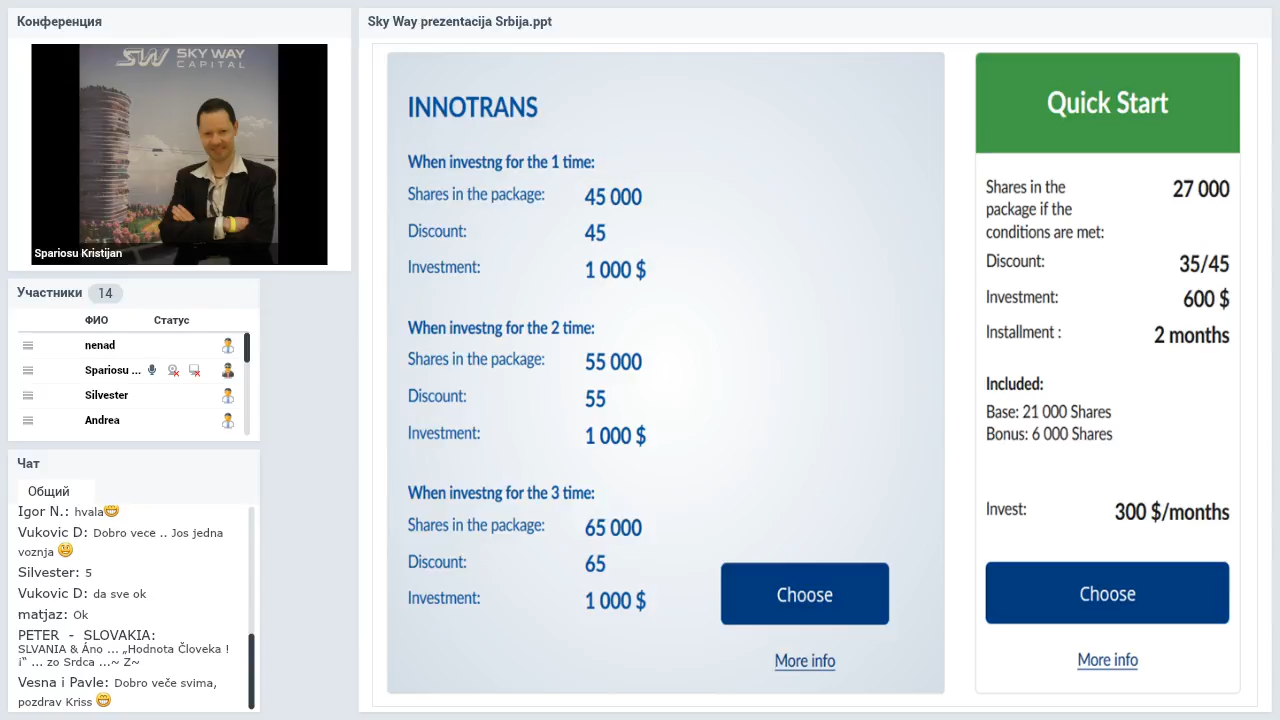 Конференция
SKY WAY
CAPITAL
Spariosu Kristijan
Участники 14
ФИО Статус
nenad
Spariosu ...
Silvester
Andrea
Чат
Общий
Igor N.: hvala
Vukovic D: Dobro vece .. Jos jedna
voznja
Silvester: 5
Vukovic D: da sve ok
matjaz: Ok
PETER - SLOVAKIA:
SLVANIA & Áno ... „Hodnota Človeka !
i“ ... zo Srdca ...~ Z~
Vesna i Pavle: Dobro veče svima,
pozdrav Kriss
Sky Way prezentacija Srbija.ppt
INNOTRANS
When investng for the 1 time:
Shares in the package: 45 000
Discount: 45
Investment: 1 000 $
When investng for the 2 time:
Shares in the package: 55 000
Discount: 55
Investment: 1 000 $
When investng for the 3 time:
Shares in the package: 65 000
Discount: 65
Investment: 1 000 $
Choose
More info
Quick Start
Shares in the 27 000
package if the
conditions are met:
Discount: 35/45
Investment: 600 $
Installment : 2 months
Included:
Base: 21 000 Shares
Bonus: 6 000 Shares
Invest: 300 $/months
Choose
More info